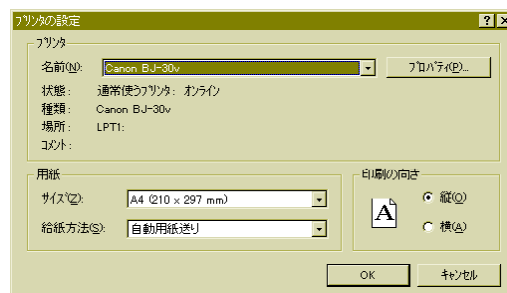 プリンタの設定
プリンタ
名前(N): Canon BJ-30v プロパティ(P)...
状態: 通常使うプリンタ: オンライン
種類: Canon BJ-30v
場所: LPT1:
コメント:
用紙
サイズ(Z): A4 (210 x 297 mm)
給紙方法(S): 自動用紙送り
印刷の向き
A
縦(O)
横(A)
OK キャンセル